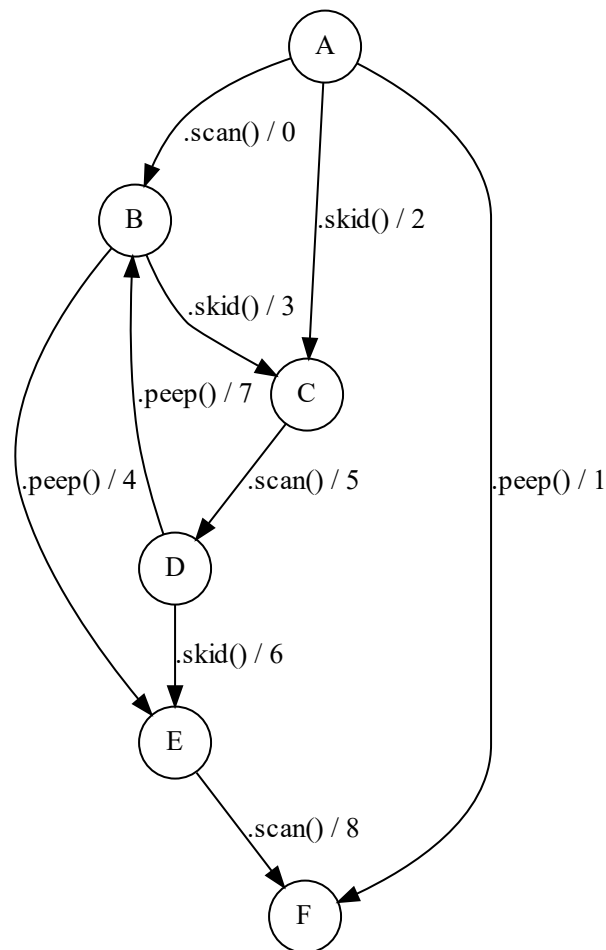 A
.scan() / 0
B
.skid() / 2
.skid() / 3
C
.peep() / 7
.peep() / 4
.scan() / 5
.peep() / 1
D
.skid() / 6
E
.scan() / 8
F